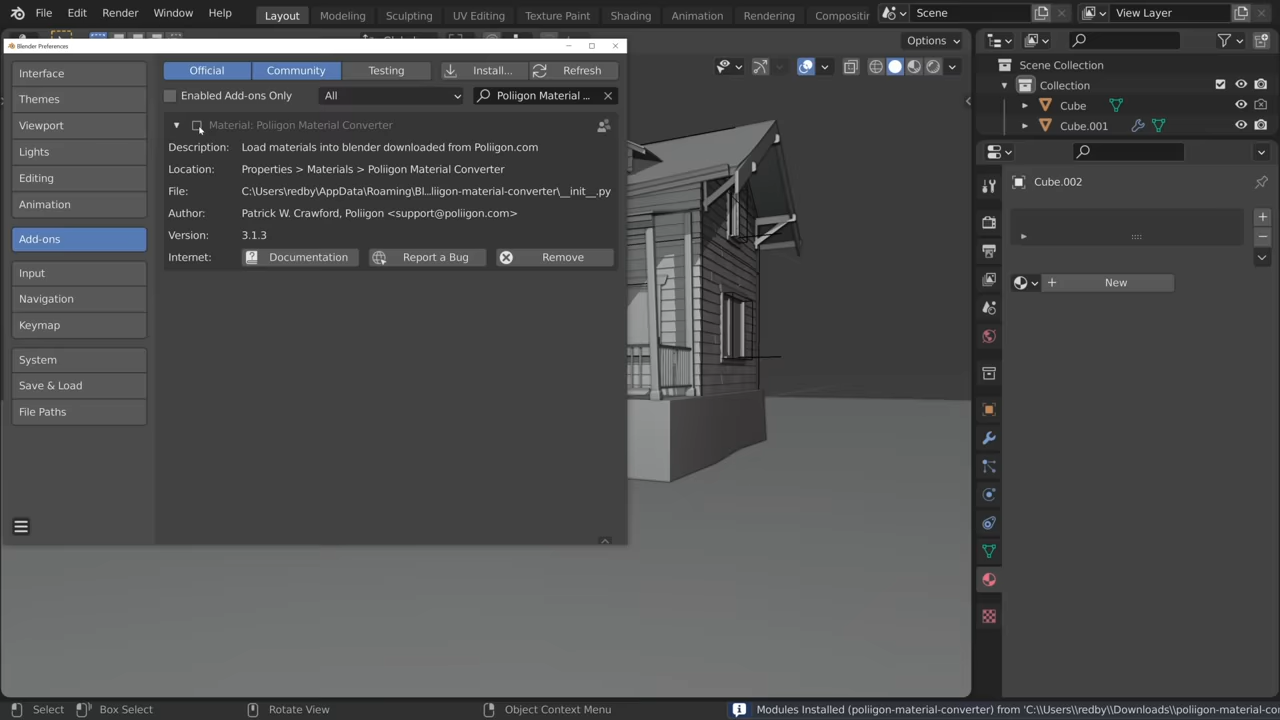 File Edit Render Window Help Layout Modeling Sculpting UV Editing Texture Paint Shading Animation Rendering Scene View Layer
Options
Blender Preferences
Interface
Themes
Viewport
Lights
Editing
Animation
Add-ons
Input
Navigation
Keymap
System
Save & Load
File Paths
Official Community Testing Install... Refresh
Enabled Add-ons Only All Poliigon Material ...
Material: Poliigon Material Converter
Description: Load materials into blender downloaded from Poliigon.com
Location: Properties > Materials > Poliigon Material Converter
File: C:\Users\redby\AppData\Roaming\Bl...liigon-material-converter\__init__.py
Author: Patrick W. Crawford, Poliigon <support@poliigon.com>
Version: 3.1.3
Internet: Documentation Report a Bug Remove
Scene Collection
Collection
Cube
Cube.001
Cube.002
New
Select Box Select Rotate View Object Context Menu Modules Installed (poliigon-material-converter) from 'C:\\Users\\redby\\Downloads\\poliigon-material-co